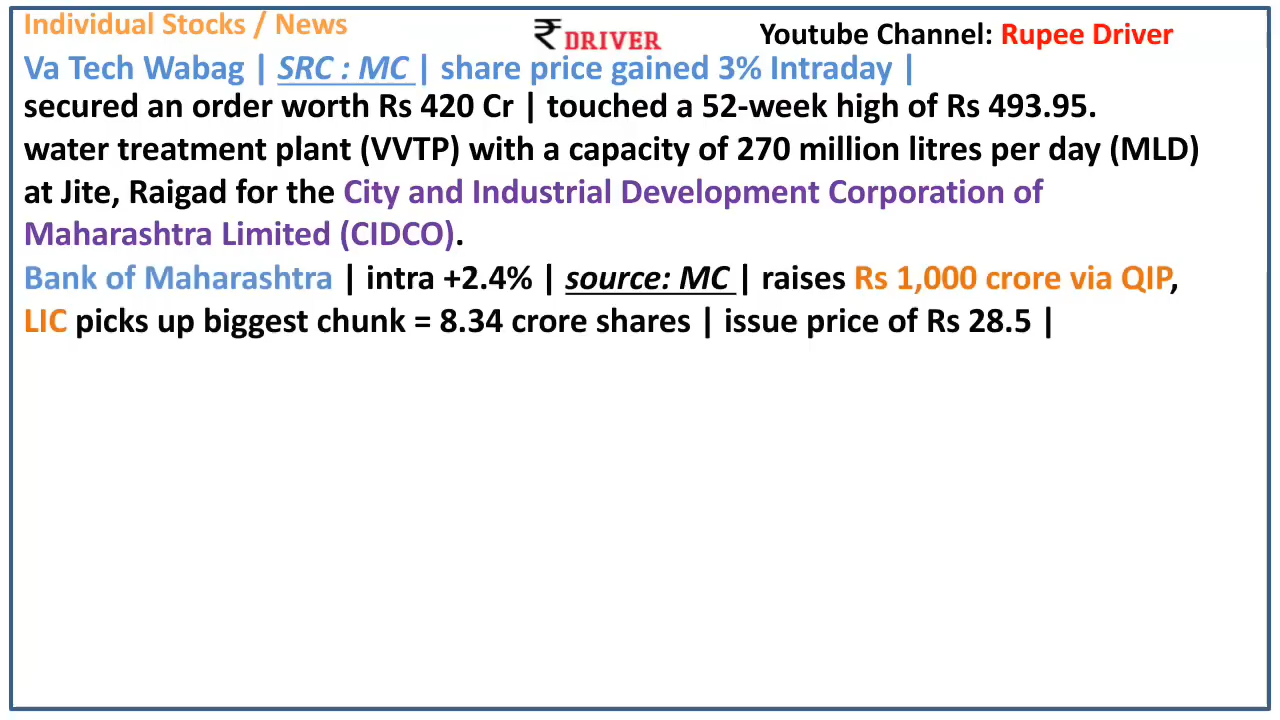 Individual Stocks / News
₹ DRIVER
Youtube Channel: Rupee Driver
Va Tech Wabag | SRC : MC | share price gained 3% Intraday |
secured an order worth Rs 420 Cr | touched a 52-week high of Rs 493.95.
water treatment plant (VVTP) with a capacity of 270 million litres per day (MLD)
at Jite, Raigad for the City and Industrial Development Corporation of
Maharashtra Limited (CIDCO).
Bank of Maharashtra | intra +2.4% | source: MC | raises Rs 1,000 crore via QIP,
LIC picks up biggest chunk = 8.34 crore shares | issue price of Rs 28.5 |